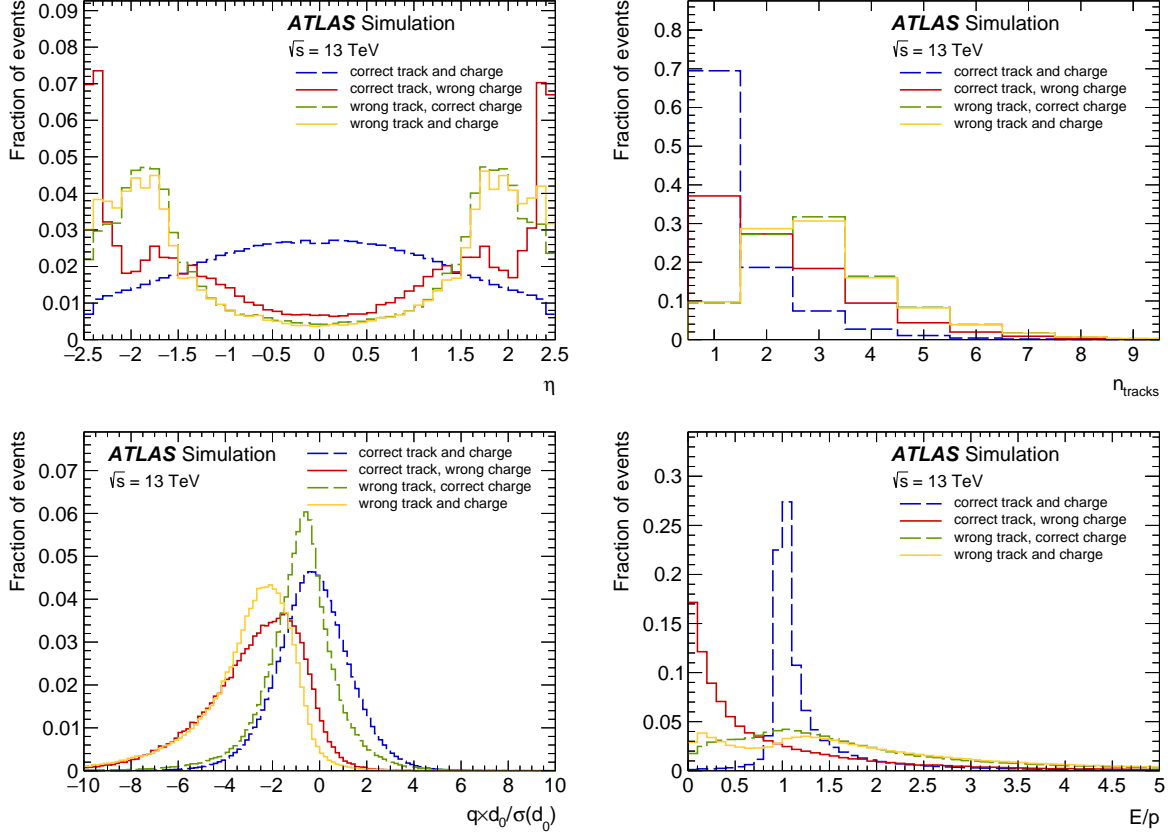 ATLAS Simulation
√s = 13 TeV
correct track and charge
correct track, wrong charge
wrong track, correct charge
wrong track and charge
Fraction of events
0.09
0.08
0.07
0.06
0.05
0.04
0.03
0.02
0.01
0
−2.5 −2 −1.5 −1 −0.5 0 0.5 1 1.5 2 2.5
η
ATLAS Simulation
√s = 13 TeV
correct track and charge
correct track, wrong charge
wrong track, correct charge
wrong track and charge
Fraction of events
0.8
0.7
0.6
0.5
0.4
0.3
0.2
0.1
0
1 2 3 4 5 6 7 8 9
n_tracks
ATLAS Simulation
√s = 13 TeV
correct track and charge
correct track, wrong charge
wrong track, correct charge
wrong track and charge
Fraction of events
0.07
0.06
0.05
0.04
0.03
0.02
0.01
0
−10 −8 −6 −4 −2 0 2 4 6 8 10
q×d₀/σ(d₀)
ATLAS Simulation
√s = 13 TeV
correct track and charge
correct track, wrong charge
wrong track, correct charge
wrong track and charge
Fraction of events
0.3
0.25
0.2
0.15
0.1
0.05
0
0 0.5 1 1.5 2 2.5 3 3.5 4 4.5 5
E/p